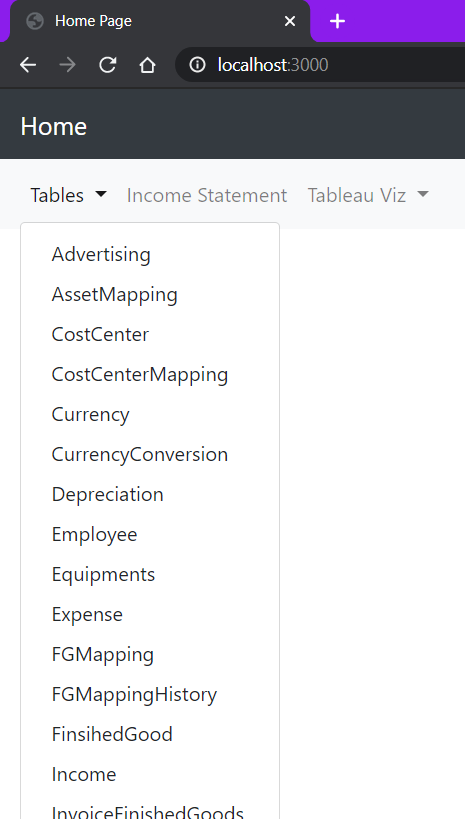 Home Page
localhost:3000
Home
Tables Income Statement Tableau Viz
Advertising
AssetMapping
CostCenter
CostCenterMapping
Currency
CurrencyConversion
Depreciation
Employee
Equipments
Expense
FGMapping
FGMappingHistory
FinsihedGood
Income
InvoiceFinishedGoods